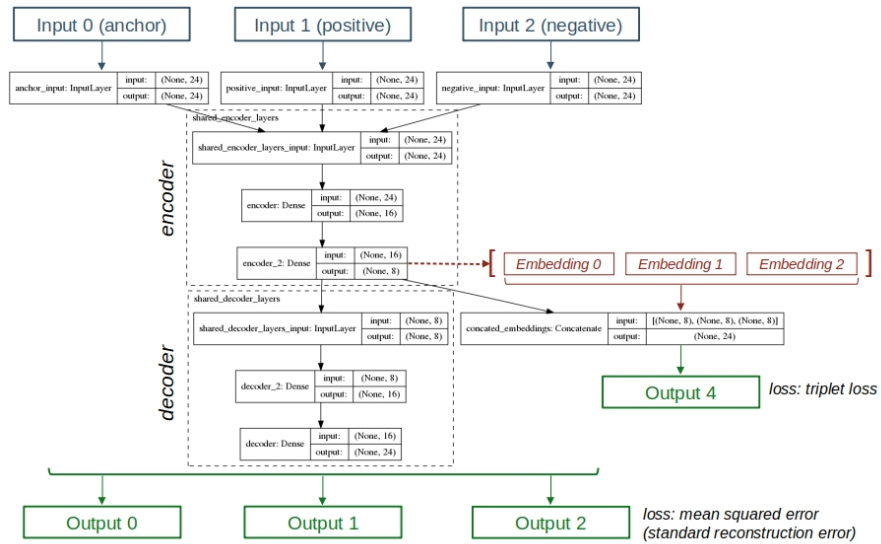 Input 0 (anchor)
Input 1 (positive)
Input 2 (negative)
anchor_input: InputLayer
input: (None, 24)
output: (None, 24)
positive_input: InputLayer
input: (None, 24)
output: (None, 24)
negative_input: InputLayer
input: (None, 24)
output: (None, 24)
shared_encoder_layers
shared_encoder_layers_input: InputLayer
input: (None, 24)
output: (None, 24)
encoder
encoder: Dense
input: (None, 24)
output: (None, 16)
encoder_2: Dense
input: (None, 16)
output: (None, 8)
[ Embedding 0 Embedding 1 Embedding 2 ]
shared_decoder_layers
shared_decoder_layers_input: InputLayer
input: (None, 8)
output: (None, 8)
concated_embeddings: Concatenate
input: [(None, 8), (None, 8), (None, 8)]
output: (None, 24)
decoder
decoder_2: Dense
input: (None, 8)
output: (None, 16)
Output 4
loss: triplet loss
decoder: Dense
input: (None, 16)
output: (None, 24)
Output 0
Output 1
Output 2
loss: mean squared error
(standard reconstruction error)